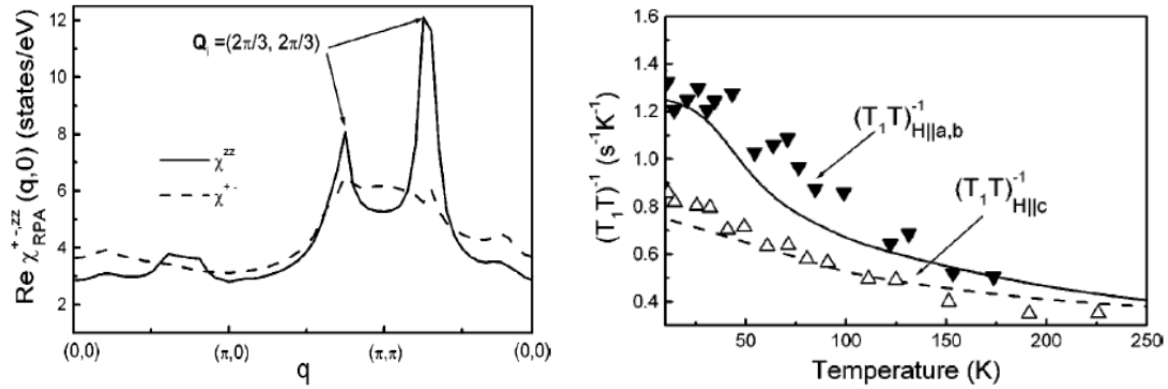 12
10
8
6
4
2
Re χ^{+-,zz}_{RPA} (q,0) (states/eV)
Q_i =(2π/3, 2π/3)
χ^{zz}
χ^{+-}
(0,0) (π,0) (π,π) (0,0)
q
1.6
1.4
1.2
1.0
0.8
0.6
0.4
(T_1T)^{-1} (s^{-1}K^{-1})
(T_1T)^{-1}_{H||a,b}
(T_1T)^{-1}_{H||c}
50 100 150 200 250
Temperature (K)